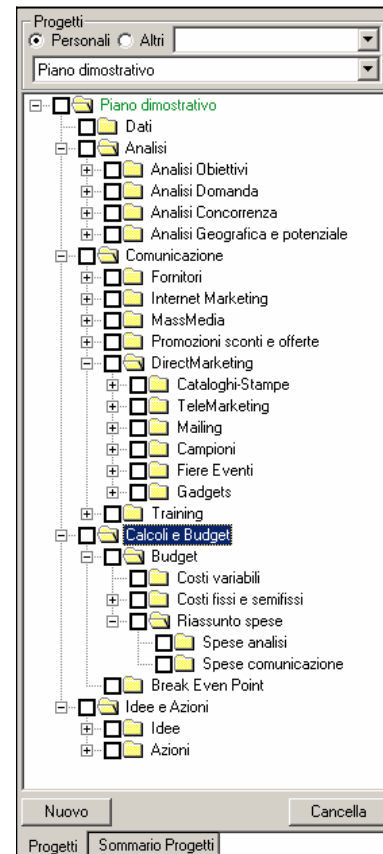 Progetti
Personali Altri
Piano dimostrativo
Piano dimostrativo
Dati
Analisi
Analisi Obiettivi
Analisi Domanda
Analisi Concorrenza
Analisi Geografica e potenziale
Comunicazione
Fornitori
Internet Marketing
MassMedia
Promozioni sconti e offerte
DirectMarketing
Cataloghi-Stampe
TeleMarketing
Mailing
Campioni
Fiere Eventi
Gadgets
Training
Calcoli e Budget
Budget
Costi variabili
Costi fissi e semifissi
Riassunto spese
Spese analisi
Spese comunicazione
Break Even Point
Idee e Azioni
Idee
Azioni
Nuovo Cancella
Progetti Sommario Progetti